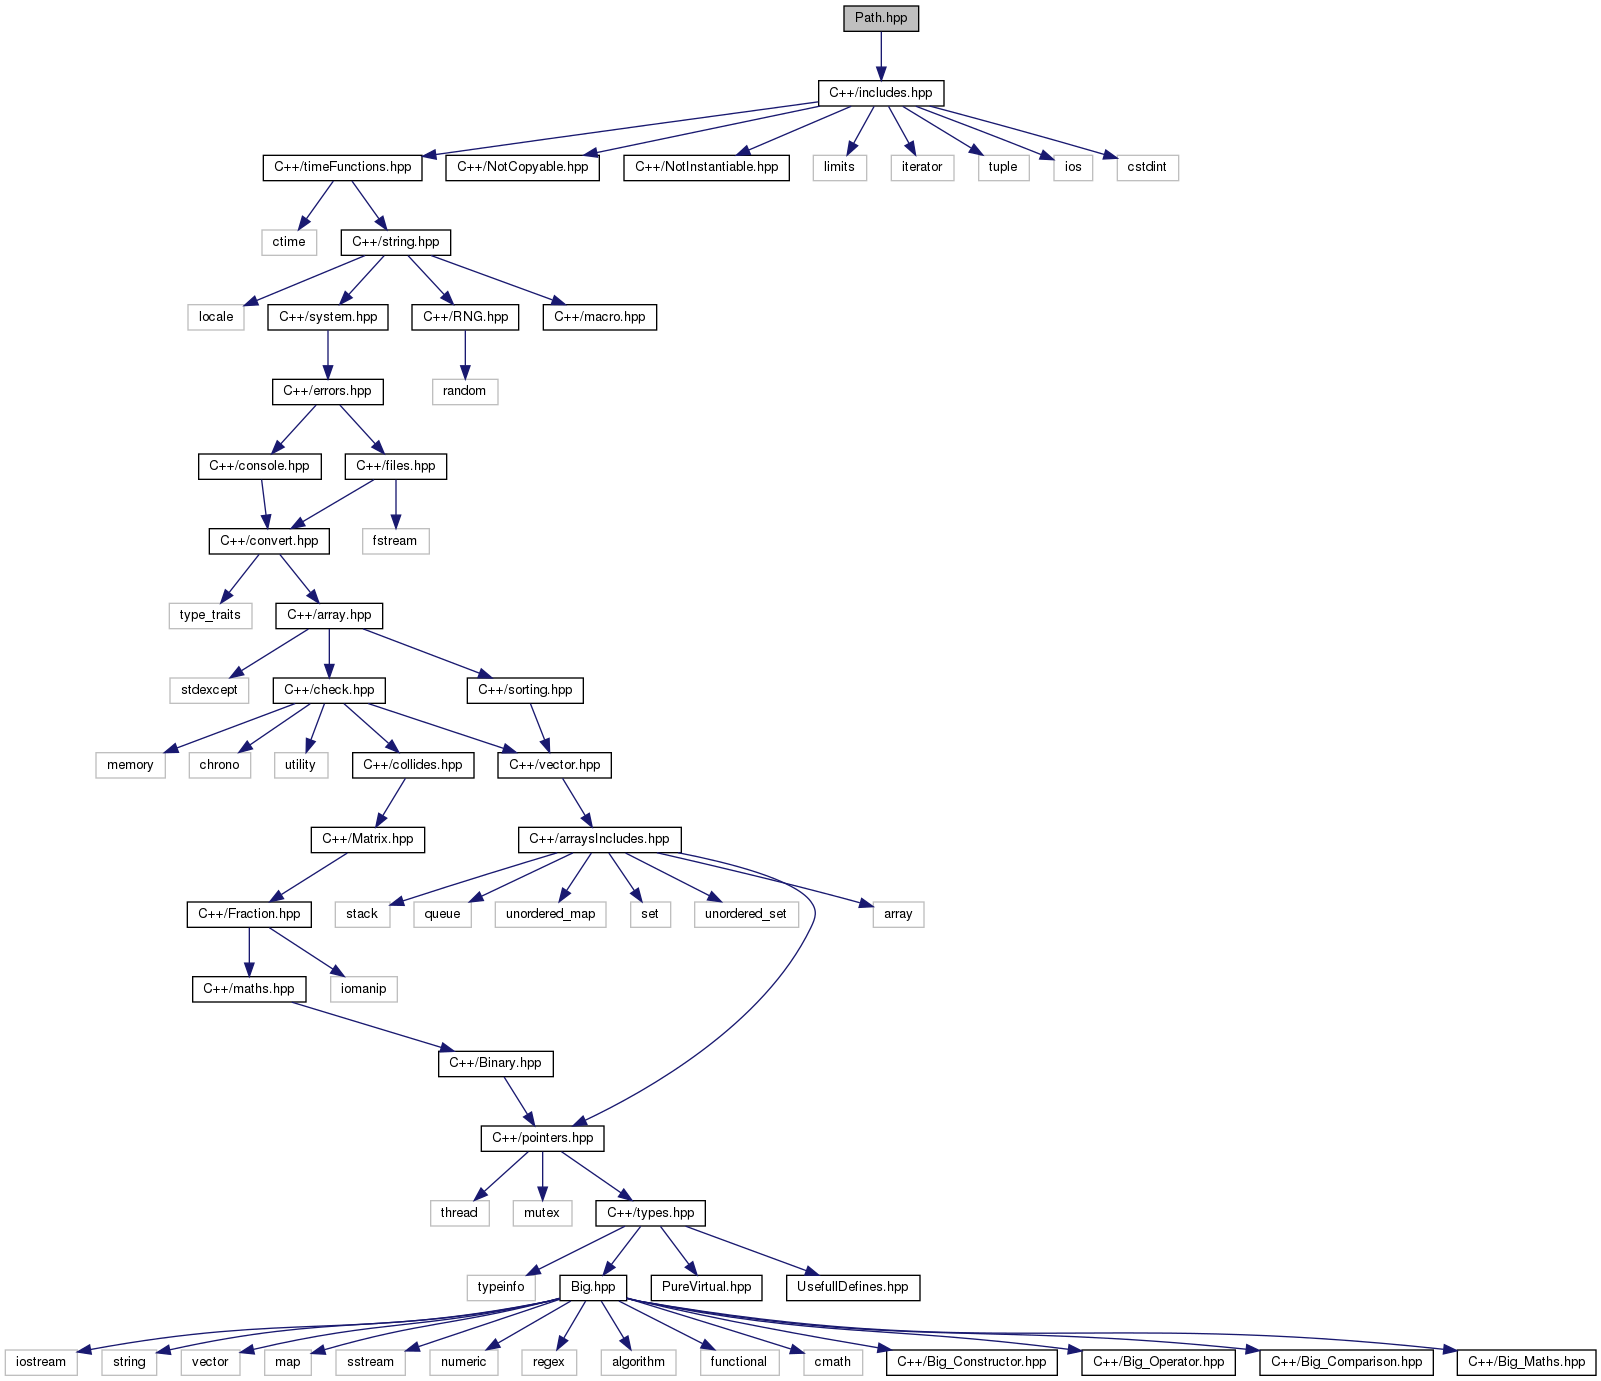 Path.hpp
C++/includes.hpp
C++/timeFunctions.hpp
C++/NotCopyable.hpp
C++/NotInstantiable.hpp
limits
iterator
tuple
ios
cstdint
ctime
C++/string.hpp
locale
C++/system.hpp
C++/RNG.hpp
C++/macro.hpp
C++/errors.hpp
random
C++/console.hpp
C++/files.hpp
C++/convert.hpp
fstream
type_traits
C++/array.hpp
stdexcept
C++/check.hpp
C++/sorting.hpp
memory
chrono
utility
C++/collides.hpp
C++/vector.hpp
C++/Matrix.hpp
C++/arraysIncludes.hpp
C++/Fraction.hpp
stack
queue
unordered_map
set
unordered_set
array
C++/maths.hpp
iomanip
C++/Binary.hpp
C++/pointers.hpp
thread
mutex
C++/types.hpp
typeinfo
Big.hpp
PureVirtual.hpp
UsefullDefines.hpp
iostream
string
vector
map
sstream
numeric
regex
algorithm
functional
cmath
C++/Big_Constructor.hpp
C++/Big_Operator.hpp
C++/Big_Comparison.hpp
C++/Big_Maths.hpp